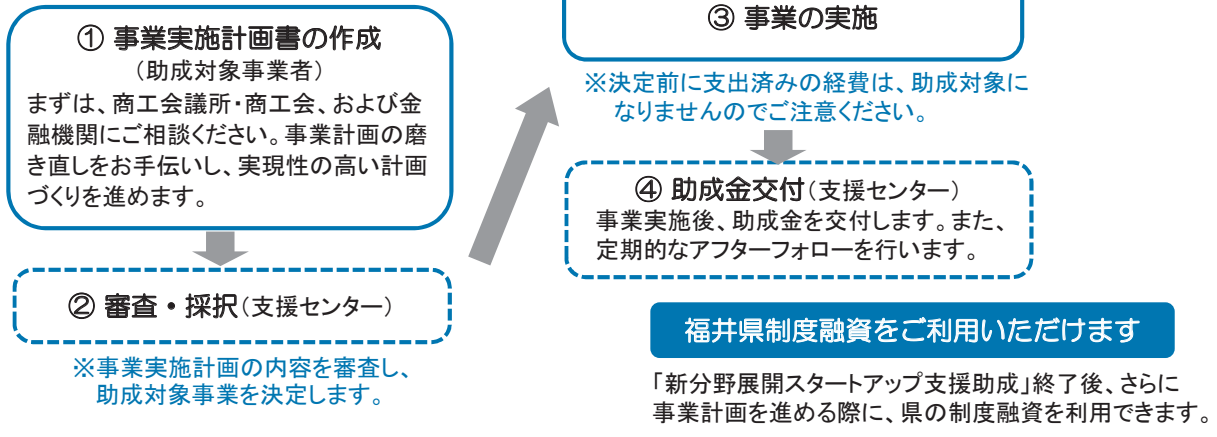 ① 事業実施計画書の作成
（助成対象事業者）
まずは、商工会議所・商工会、および金
融機関にご相談ください。事業計画の磨
き直しをお手伝いし、実現性の高い計画
づくりを進めます。
② 審査・採択（支援センター）
※事業実施計画の内容を審査し、
助成対象事業を決定します。
③ 事業の実施
※決定前に支出済みの経費は、助成対象に
なりませんのでご注意ください。
④ 助成金交付（支援センター）
事業実施後、助成金を交付します。また、
定期的なアフターフォローを行います。
福井県制度融資をご利用いただけます
「新分野展開スタートアップ支援助成」終了後、さらに
事業計画を進める際に、県の制度融資を利用できます。